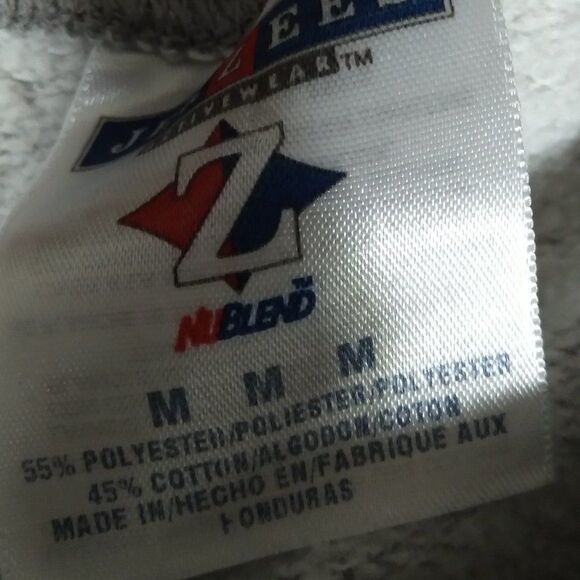 JERZEES
ACTIVEWEAR™
Z
NUBLEND™
M M M
55% POLYESTER/POLIESTER/POLYESTER
45% COTTON/ALGODON/COTON
MADE IN/HECHO EN/FABRIQUE AUX
HONDURAS